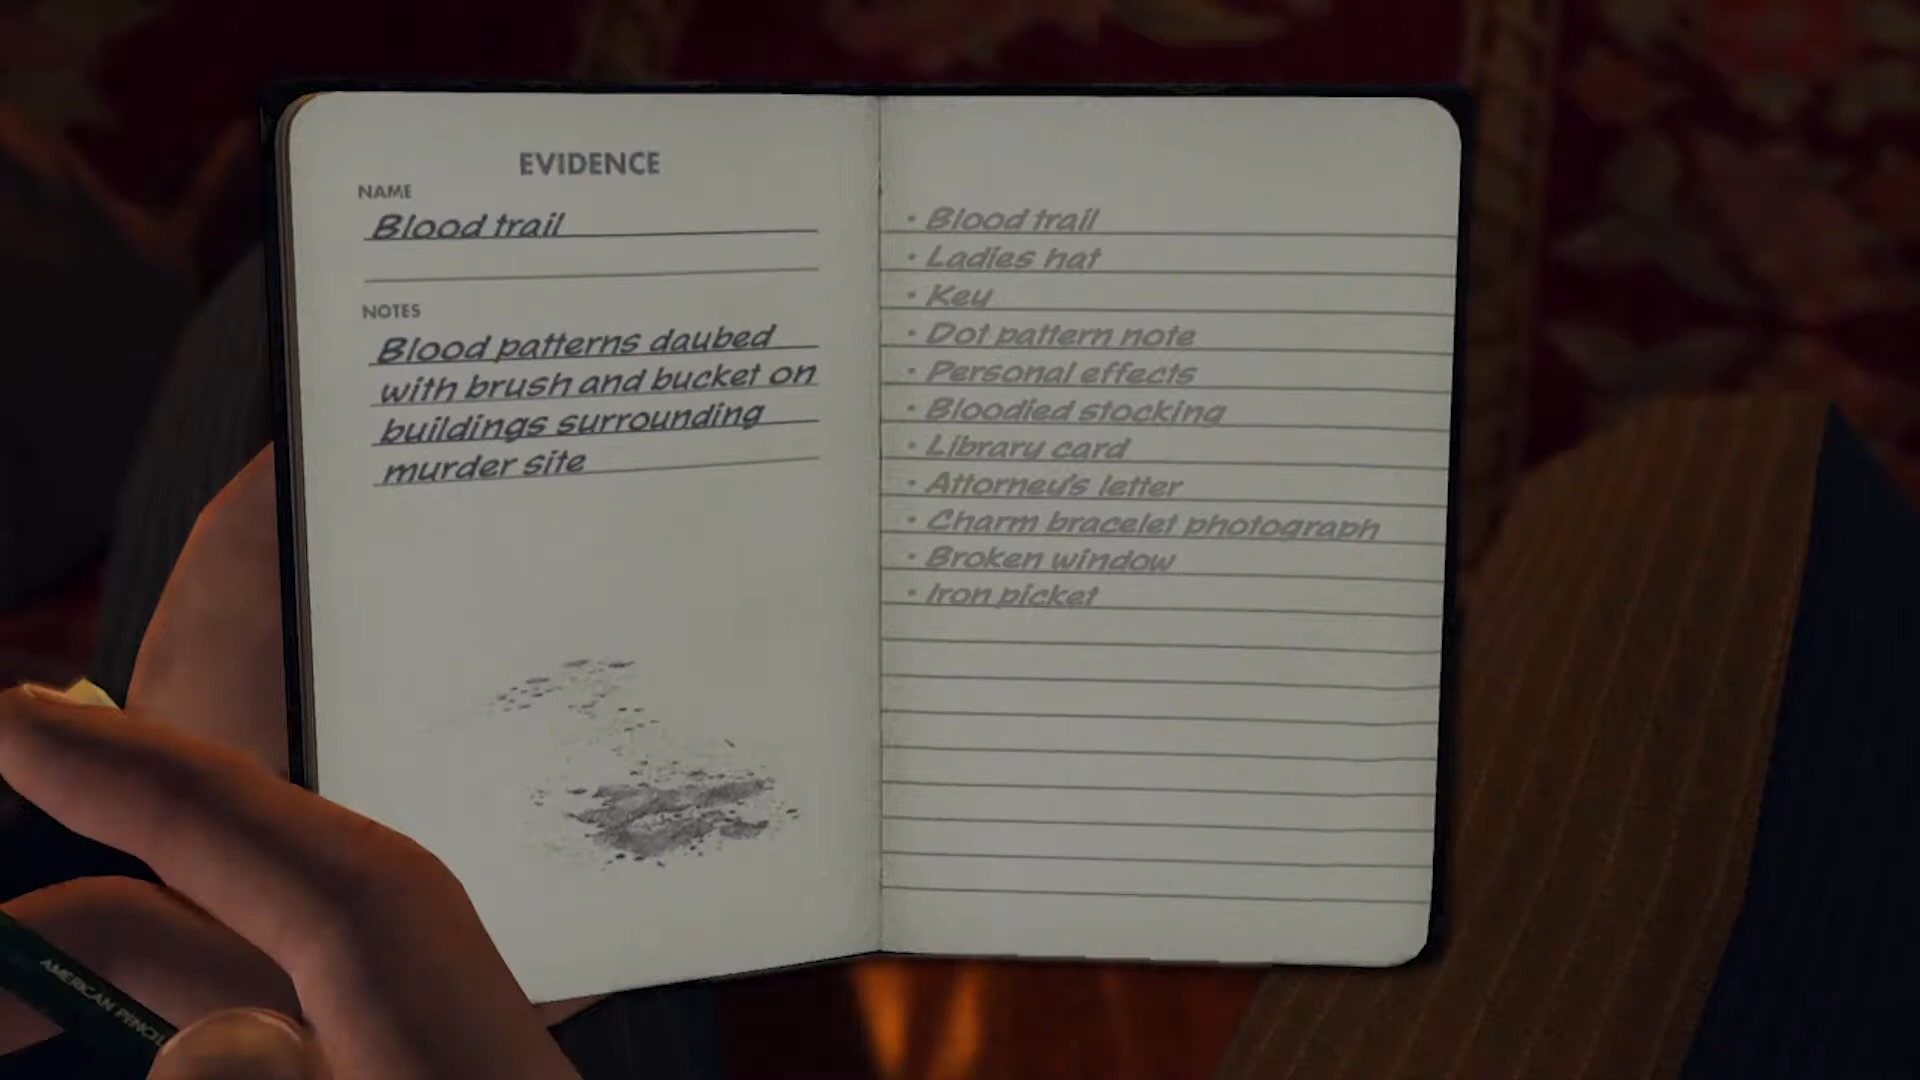 EVIDENCE
NAME
Blood trail
NOTES
Blood patterns daubed
with brush and bucket on
buildings surrounding
murder site
• Blood trail
• Ladies hat
• Key
• Dot pattern note
• Personal effects
• Bloodied stocking
• Library card
• Attorney's letter
• Charm bracelet photograph
• Broken window
• Iron picket
AMERICAN PENCIL